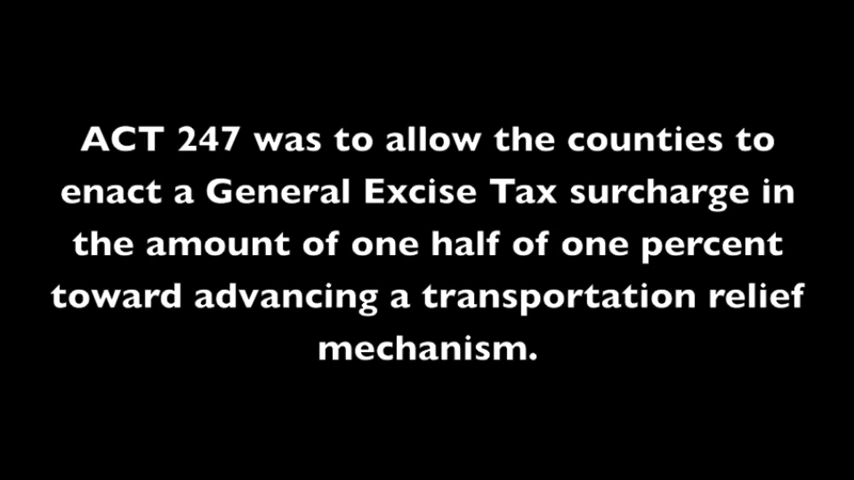 ACT 247 was to allow the counties to
enact a General Excise Tax surcharge in
the amount of one half of one percent
toward advancing a transportation relief
mechanism.